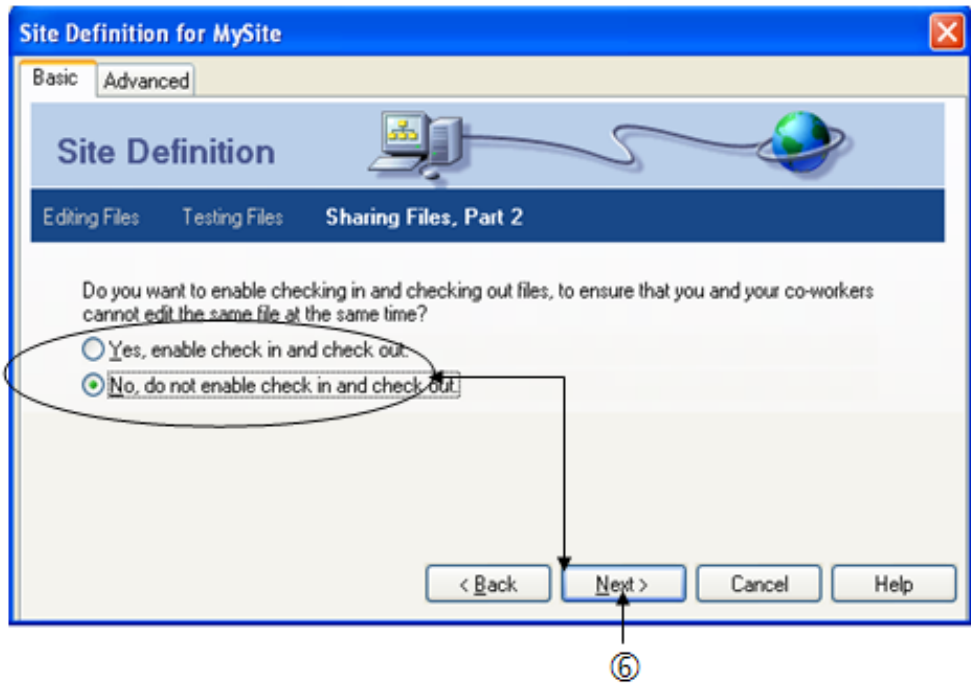 Site Definition for MySite
Basic Advanced
Site Definition
Editing Files Testing Files Sharing Files, Part 2
Do you want to enable checking in and checking out files, to ensure that you and your co-workers
cannot edit the same file at the same time?
Yes, enable check in and check out.
No, do not enable check in and check out.
< Back Next > Cancel Help
⑥